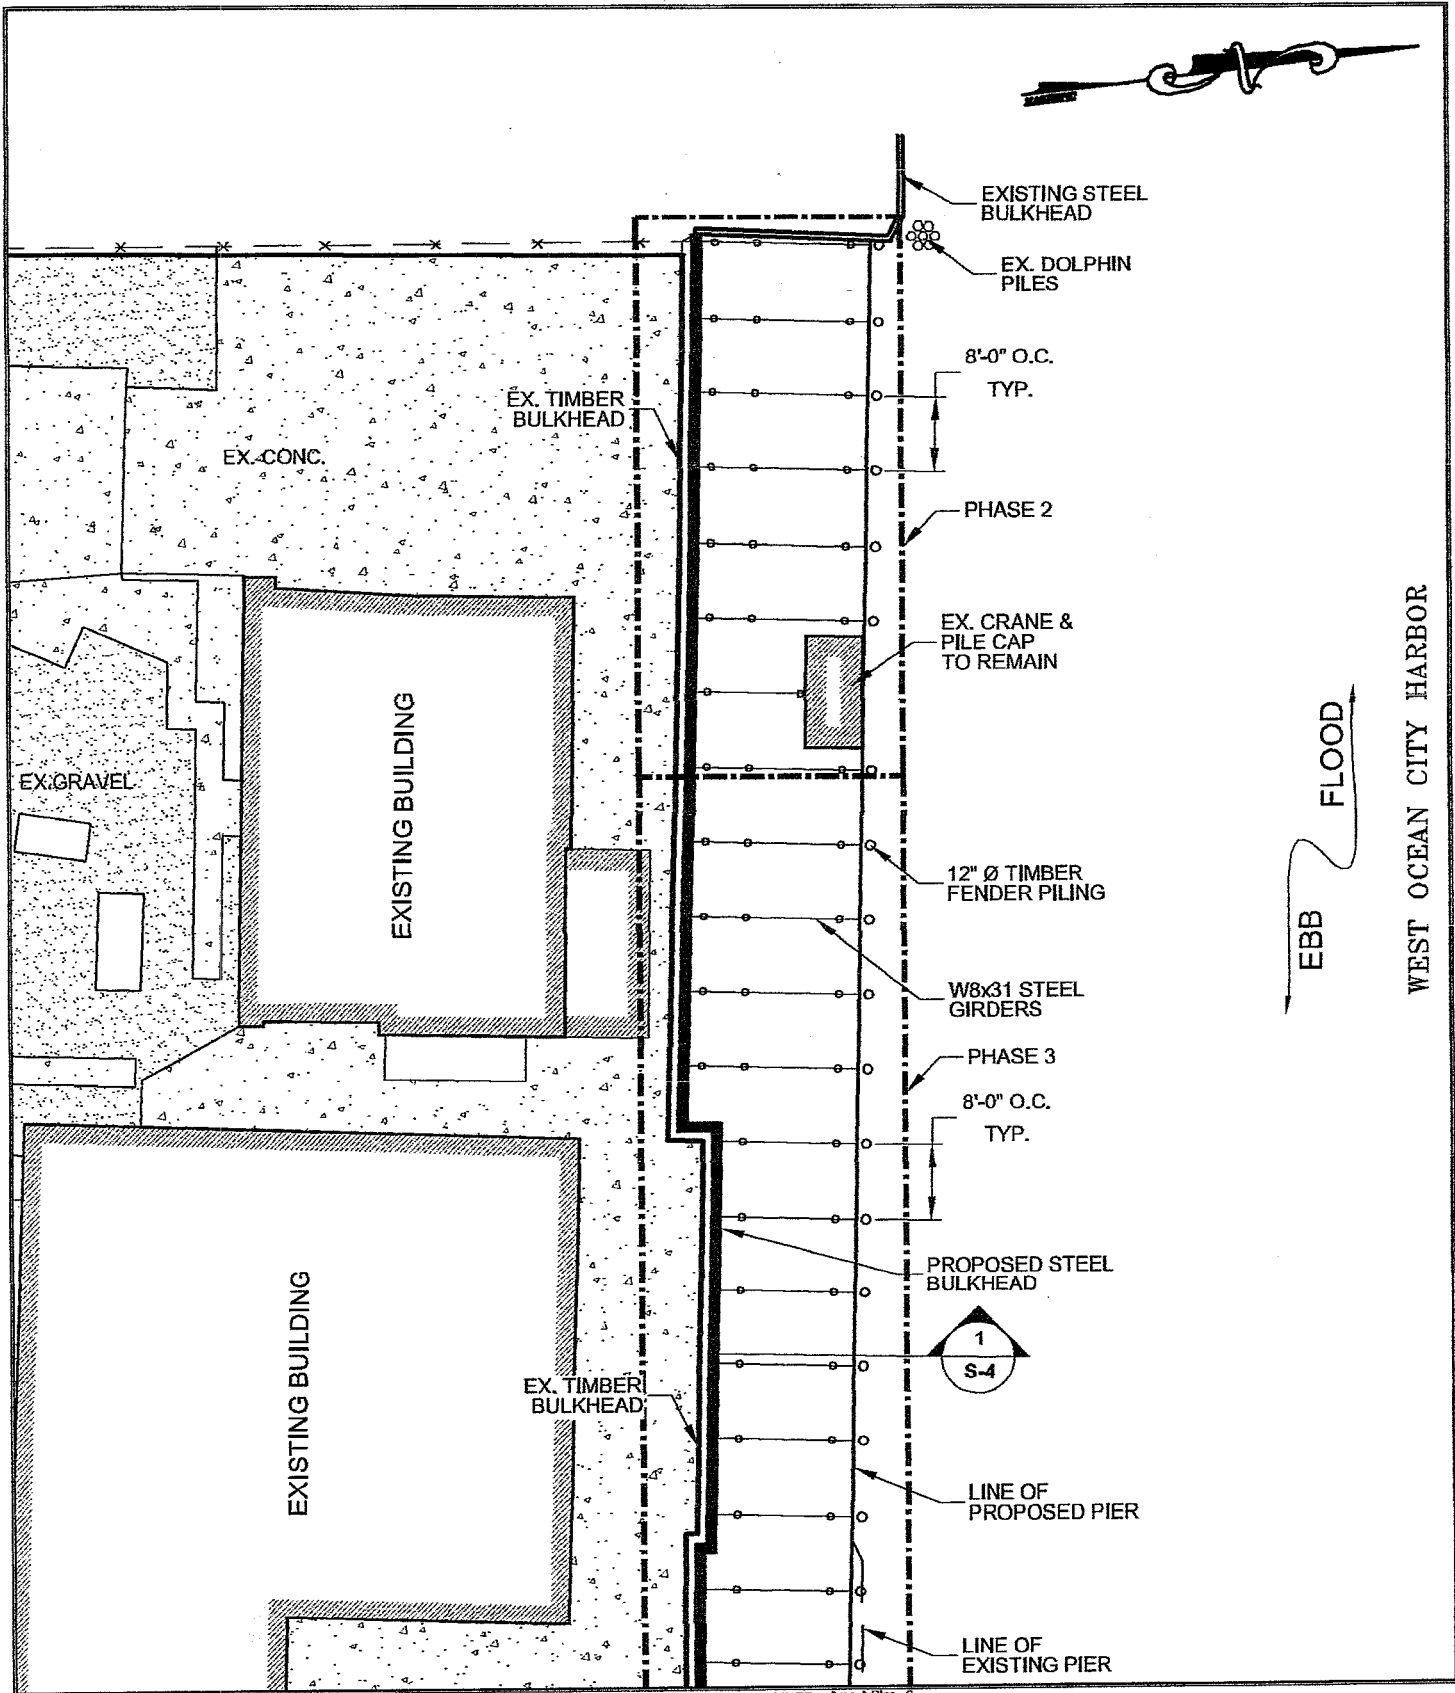 EXISTING STEEL
BULKHEAD
EX. DOLPHIN
PILES
8'-0" O.C.
TYP.
EX. TIMBER
BULKHEAD
EX. CONC.
PHASE 2
EX. CRANE &
PILE CAP
TO REMAIN
EXISTING BUILDING
EX.GRAVEL
FLOOD
EBB
WEST OCEAN CITY HARBOR
12" Ø TIMBER
FENDER PILING
W8x31 STEEL
GIRDERS
PHASE 3
8'-0" O.C.
TYP.
PROPOSED STEEL
BULKHEAD
1
S-4
EXISTING BUILDING
EX. TIMBER
BULKHEAD
LINE OF
PROPOSED PIER
LINE OF
EXISTING PIER